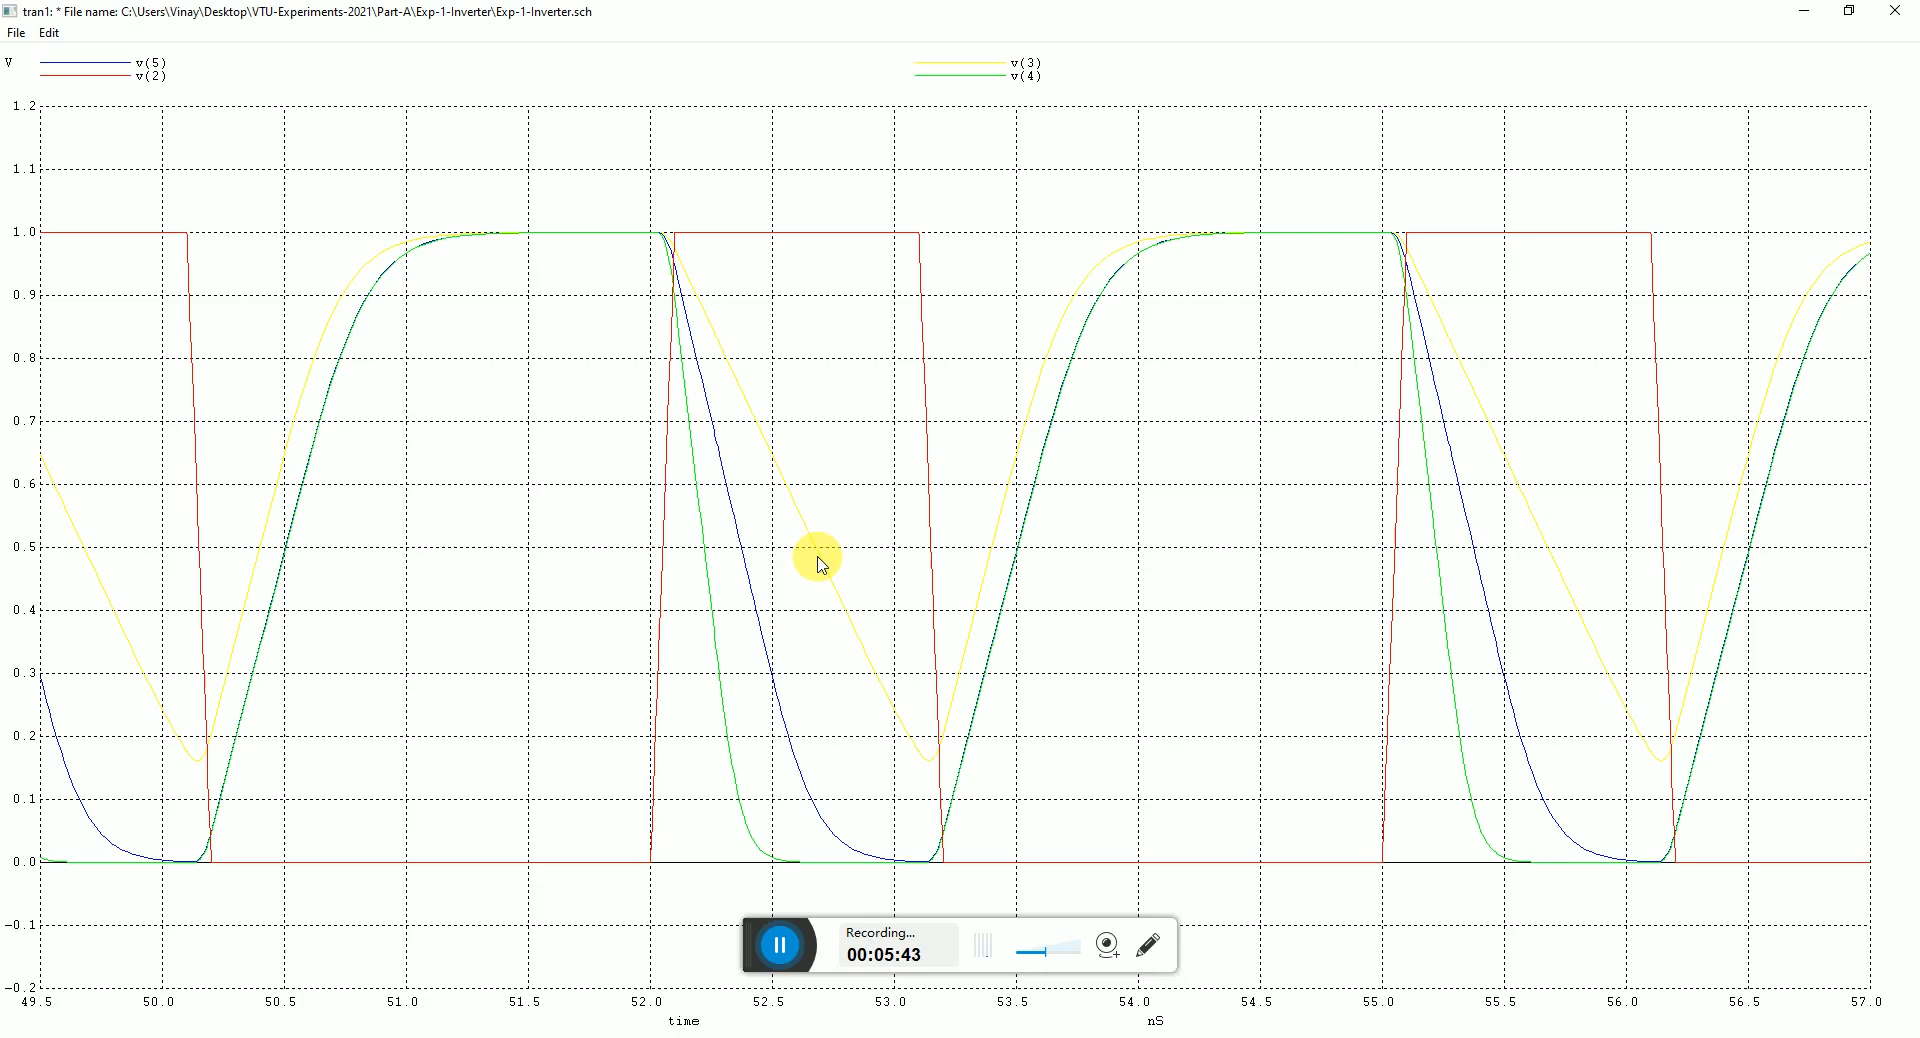 tran1: * File name: C:\Users\Vinay\Desktop\VTU-Experiments-2021\Part-A\Exp-1-Inverter\Exp-1-Inverter.sch
File Edit
V v(5) v(3)
v(2) v(4)
1.2
1.1
1.0
0.9
0.8
0.7
0.6
0.5
0.4
0.3
0.2
0.1
0.0
-0.1
Recording...
00:05:43
-0.2
49.5 50.0 50.5 51.0 51.5 52.0 52.5 53.0 53.5 54.0 54.5 55.0 55.5 56.0 56.5 57.0
time nS